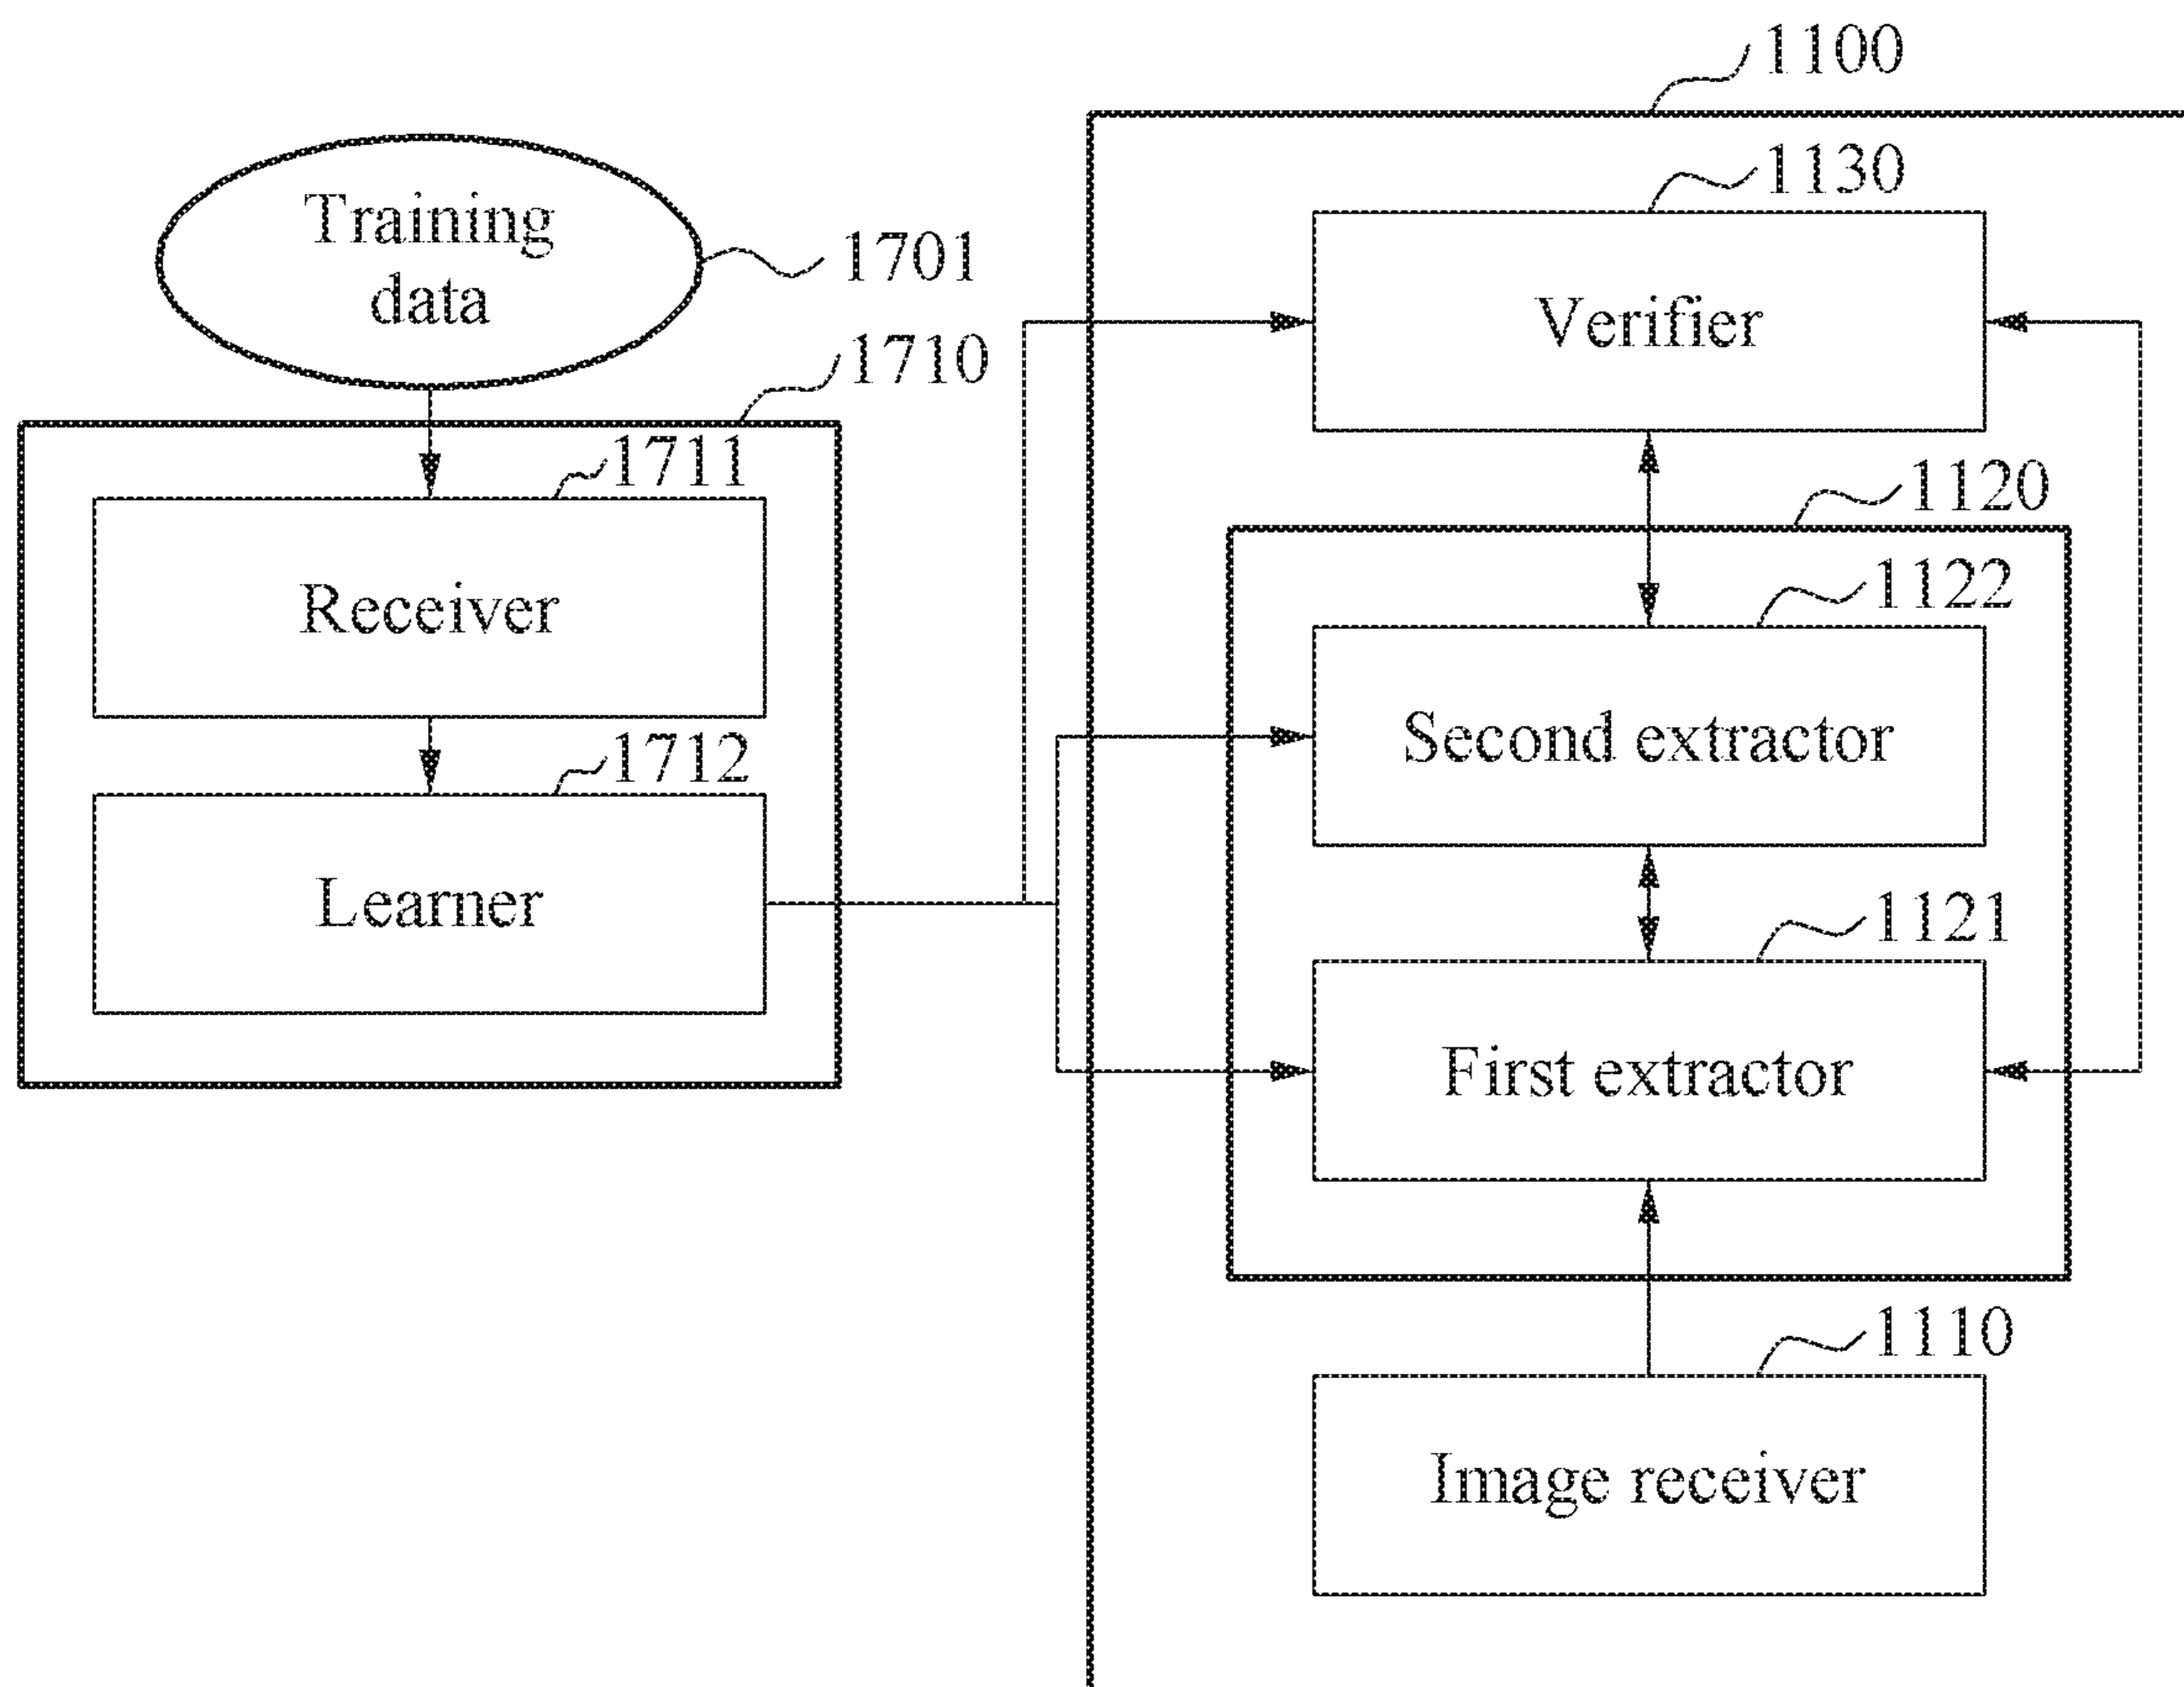 1100
1130
Training
data
1701
Verifier
1710
1711
1120
Receiver
1122
1712
Second extractor
Learner
1121
First extractor
1110
Image receiver